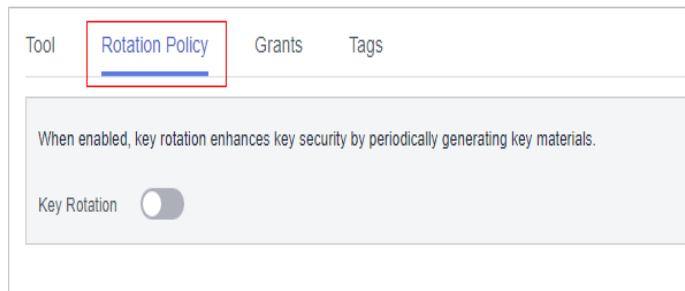 Tool Rotation Policy Grants Tags
When enabled, key rotation enhances key security by periodically generating key materials.
Key Rotation